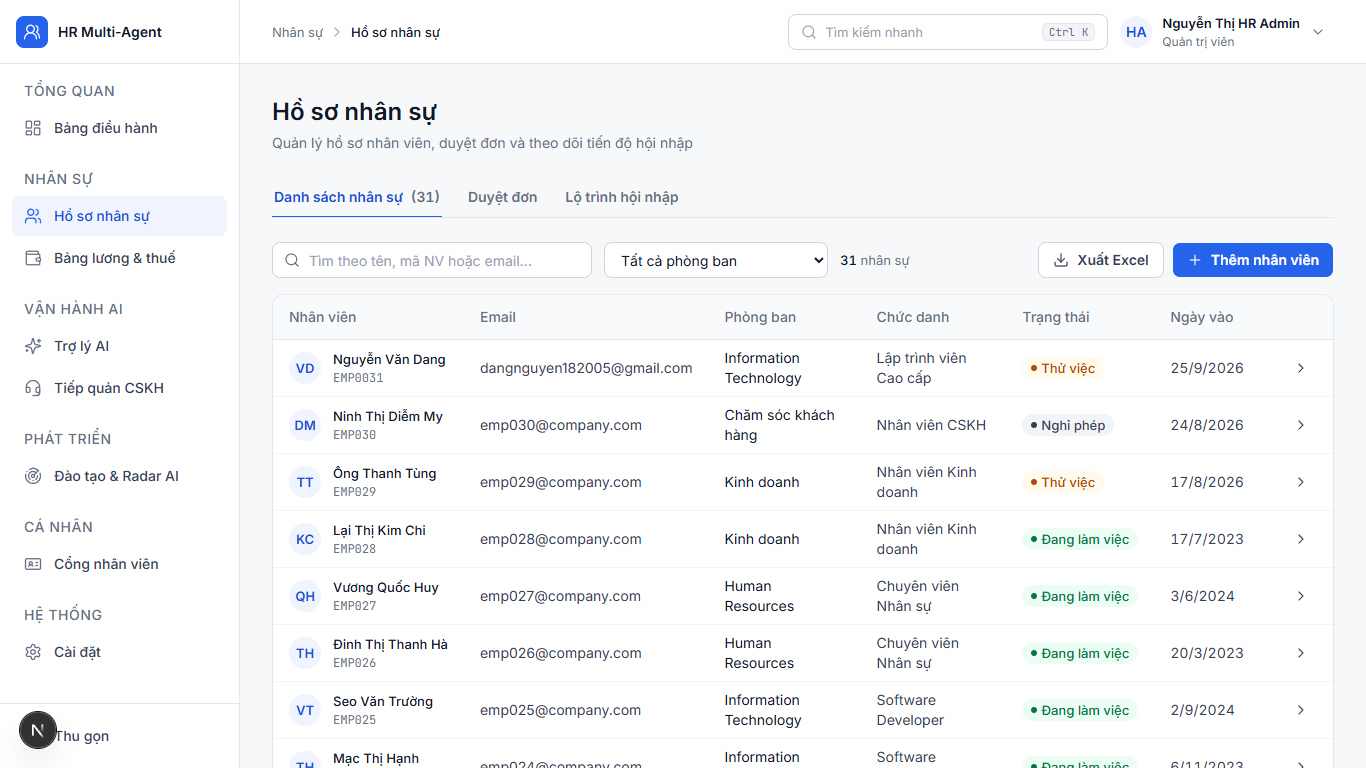 HR Multi-Agent
Nhân sự > Hồ sơ nhân sự
Tìm kiếm nhanh
Ctrl K
HA
Nguyễn Thị HR Admin
Quản trị viên
TỔNG QUAN
Bảng điều hành
NHÂN SỰ
Hồ sơ nhân sự
Bảng lương & thuế
VẬN HÀNH AI
Trợ lý AI
Tiếp quản CSKH
PHÁT TRIỂN
Đào tạo & Radar AI
CÁ NHÂN
Cổng nhân viên
HỆ THỐNG
Cài đặt
N
Thu gọn
Hồ sơ nhân sự
Quản lý hồ sơ nhân viên, duyệt đơn và theo dõi tiến độ hội nhập
Danh sách nhân sự (31)
Duyệt đơn
Lộ trình hội nhập
Tìm theo tên, mã NV hoặc email...
Tất cả phòng ban
31 nhân sự
Xuất Excel
+ Thêm nhân viên
Nhân viên Email Phòng ban Chức danh Trạng thái Ngày vào
VD
Nguyễn Văn Dang
EMP0031
dangnguyen182005@gmail.com
Information
Technology
Lập trình viên
Cao cấp
Thử việc
25/9/2026
DM
Ninh Thị Diễm My
EMP030
emp030@company.com
Chăm sóc khách
hàng
Nhân viên CSKH
Nghỉ phép
24/8/2026
TT
Ông Thanh Tùng
EMP029
emp029@company.com
Kinh doanh
Nhân viên Kinh
doanh
Thử việc
17/8/2026
KC
Lại Thị Kim Chi
EMP028
emp028@company.com
Kinh doanh
Nhân viên Kinh
doanh
Đang làm việc
17/7/2023
QH
Vương Quốc Huy
EMP027
emp027@company.com
Human
Resources
Chuyên viên
Nhân sự
Đang làm việc
3/6/2024
TH
Đinh Thị Thanh Hà
EMP026
emp026@company.com
Human
Resources
Chuyên viên
Nhân sự
Đang làm việc
20/3/2023
VT
Seo Văn Trường
EMP025
emp025@company.com
Information
Technology
Software
Developer
Đang làm việc
2/9/2024
TH
Mạc Thị Hạnh
emp024@company.com
Information
Software
Đang làm việc
6/11/2023